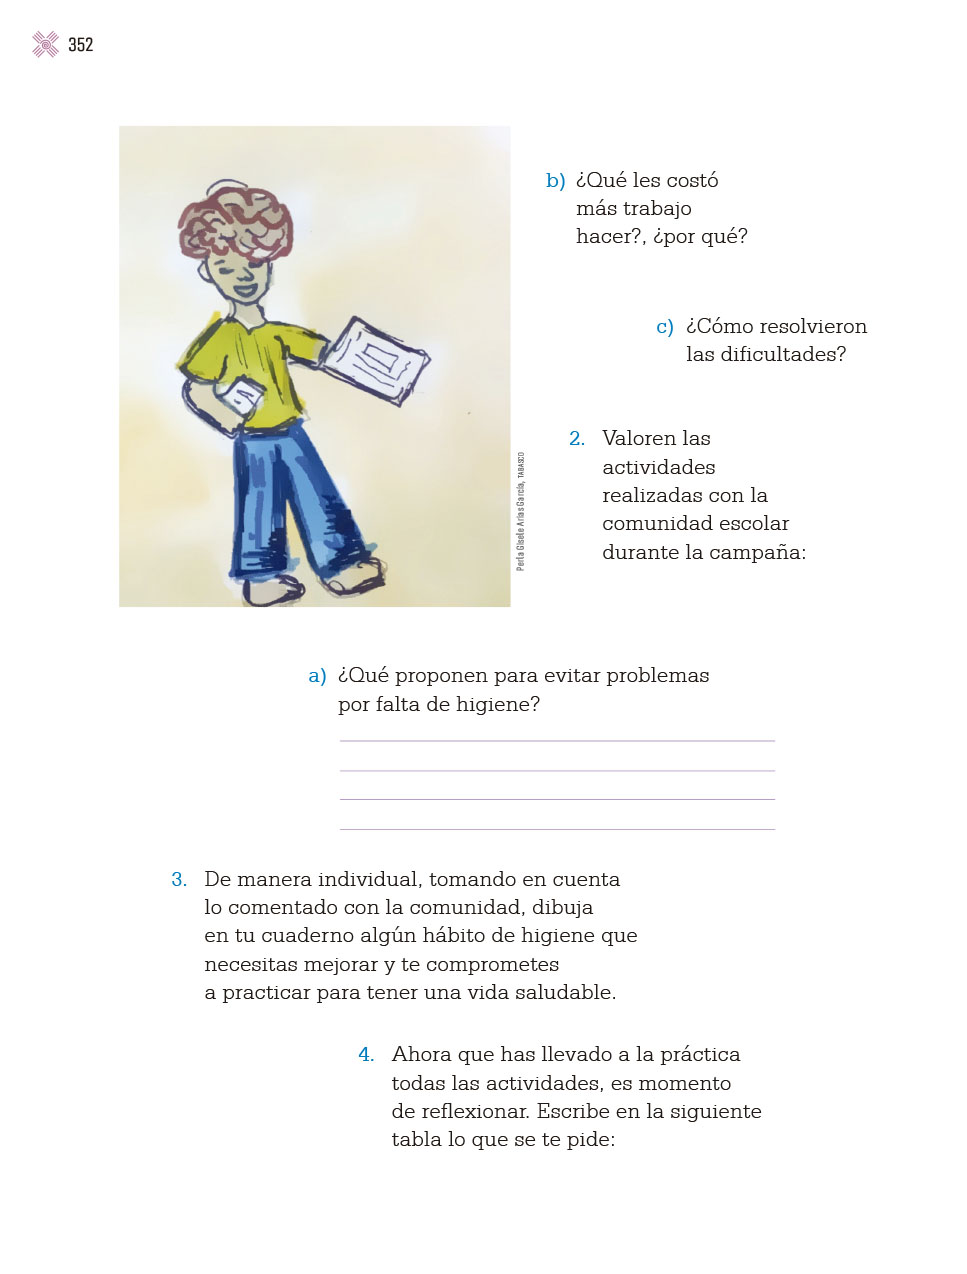 352
b) ¿Qué les costó
más trabajo
hacer?, ¿por qué?
c) ¿Cómo resolvieron
las dificultades?
2. Valoren las
actividades
realizadas con la
comunidad escolar
durante la campaña:
Perla Gisele Arias García, TABASCO
a) ¿Qué proponen para evitar problemas
por falta de higiene?
3. De manera individual, tomando en cuenta
lo comentado con la comunidad, dibuja
en tu cuaderno algún hábito de higiene que
necesitas mejorar y te comprometes
a practicar para tener una vida saludable.
4. Ahora que has llevado a la práctica
todas las actividades, es momento
de reflexionar. Escribe en la siguiente
tabla lo que se te pide: